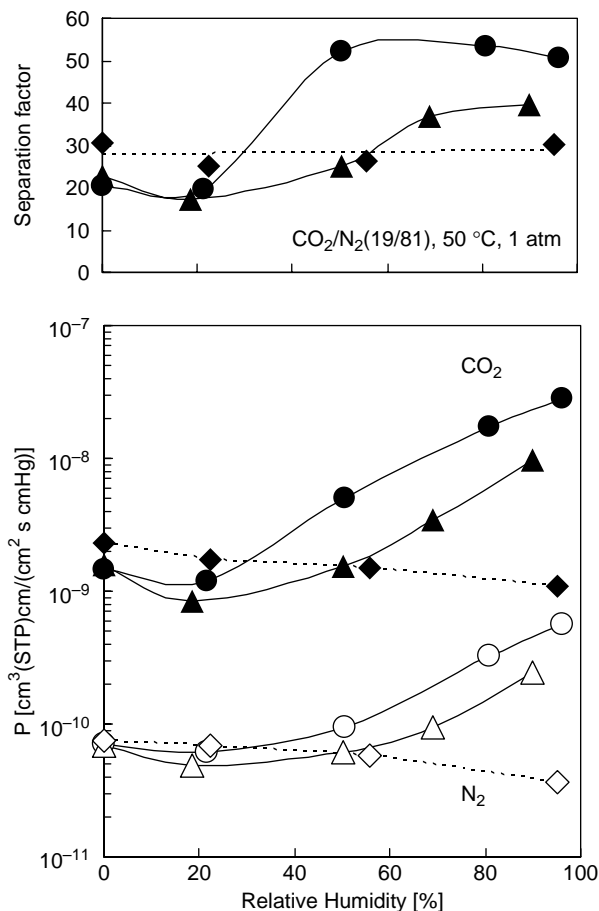 60
50
40
30
20
10
0
Separation factor
CO₂/N₂(19/81), 50 °C, 1 atm
10⁻⁷
10⁻⁸
10⁻⁹
10⁻¹⁰
10⁻¹¹
P [cm³(STP)cm/(cm² s cmHg)]
CO₂
N₂
0 20 40 60 80 100
Relative Humidity [%]